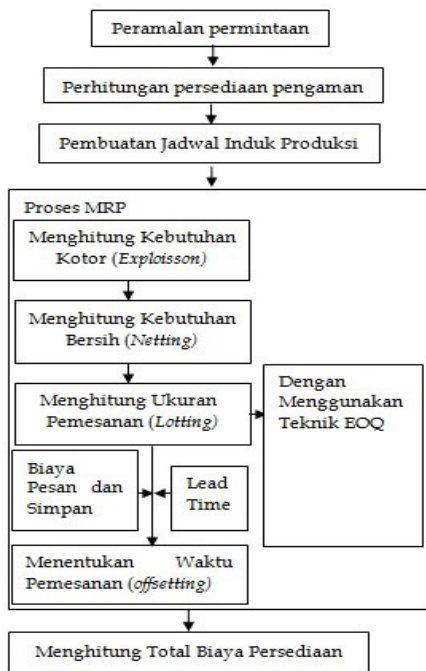 Peramalan permintaan
Perhitungan persediaan pengaman
Pembuatan Jadwal Induk Produksi
Proses MRP
Menghitung Kebutuhan
Kotor (Exploisson)
Menghitung Kebutuhan
Bersih (Netting)
Menghitung Ukuran
Pemesanan (Lotting)
Dengan
Menggunakan
Teknik EOQ
Biaya
Pesan dan
Simpan
Lead
Time
Menentukan Waktu
Pemesanan (offsetting)
Menghitung Total Biaya Persediaan